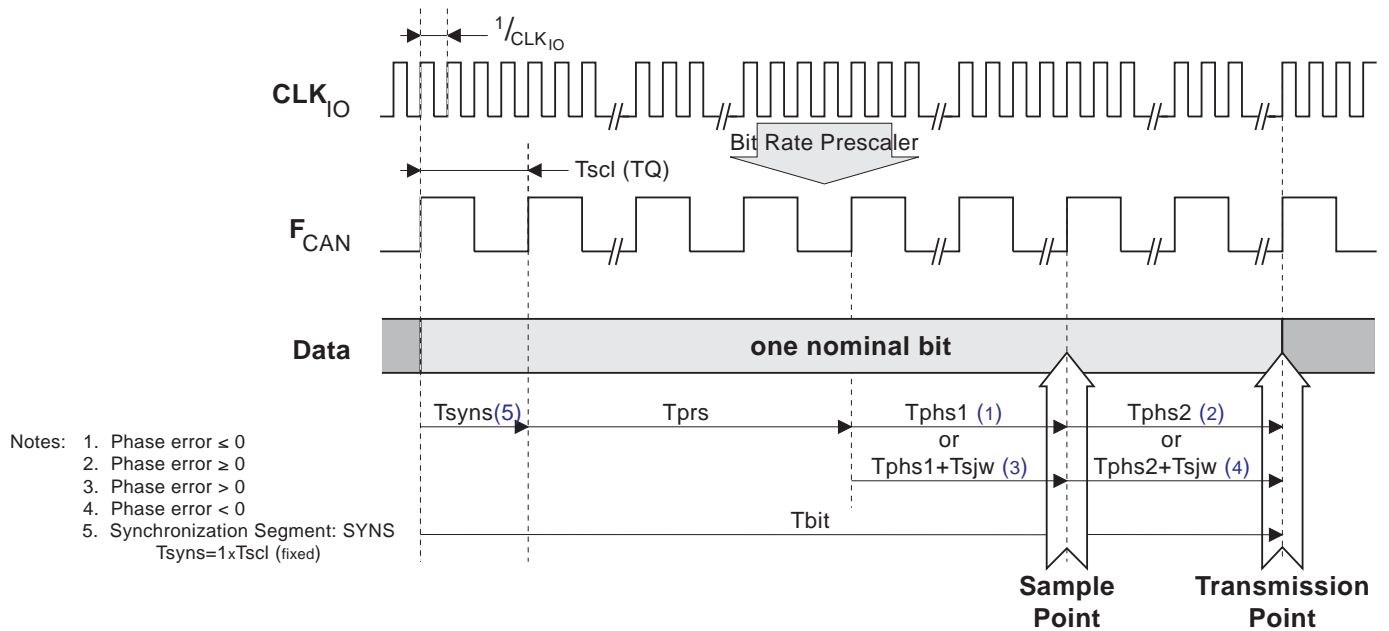 1/CLKIO
CLKIO
Bit Rate Prescaler
Tscl (TQ)
FCAN
Data
one nominal bit
Tsyns(5)
Tprs
Tphs1 (1)
or
Tphs1+Tsjw (3)
Tphs2 (2)
or
Tphs2+Tsjw (4)
Tbit
Notes: 1. Phase error ≤ 0
2. Phase error ≥ 0
3. Phase error > 0
4. Phase error < 0
5. Synchronization Segment: SYNS
Tsyns=1xTscl (fixed)
Sample
Point
Transmission
Point